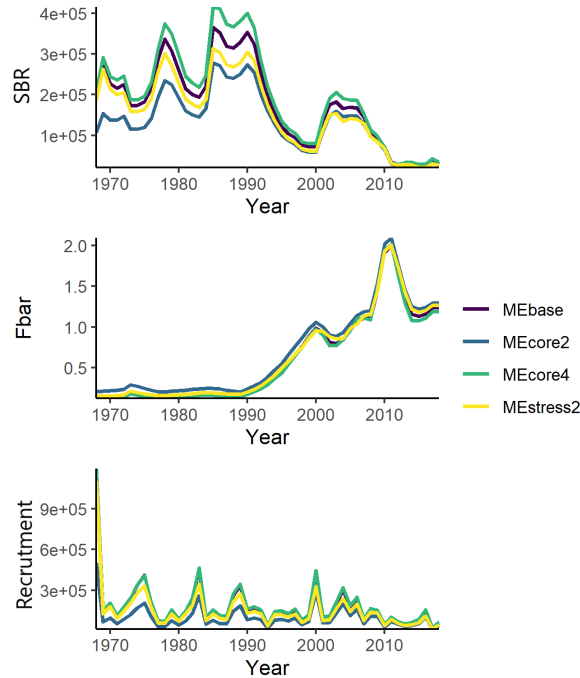 4e+05
3e+05
2e+05
1e+05
SBR
1970 1980 1990 2000 2010
Year
2.0
1.5
1.0
0.5
Fbar
1970 1980 1990 2000 2010
Year
MEbase
MEcore2
MEcore4
MEstress2
9e+05
6e+05
3e+05
Recrutment
1970 1980 1990 2000 2010
Year